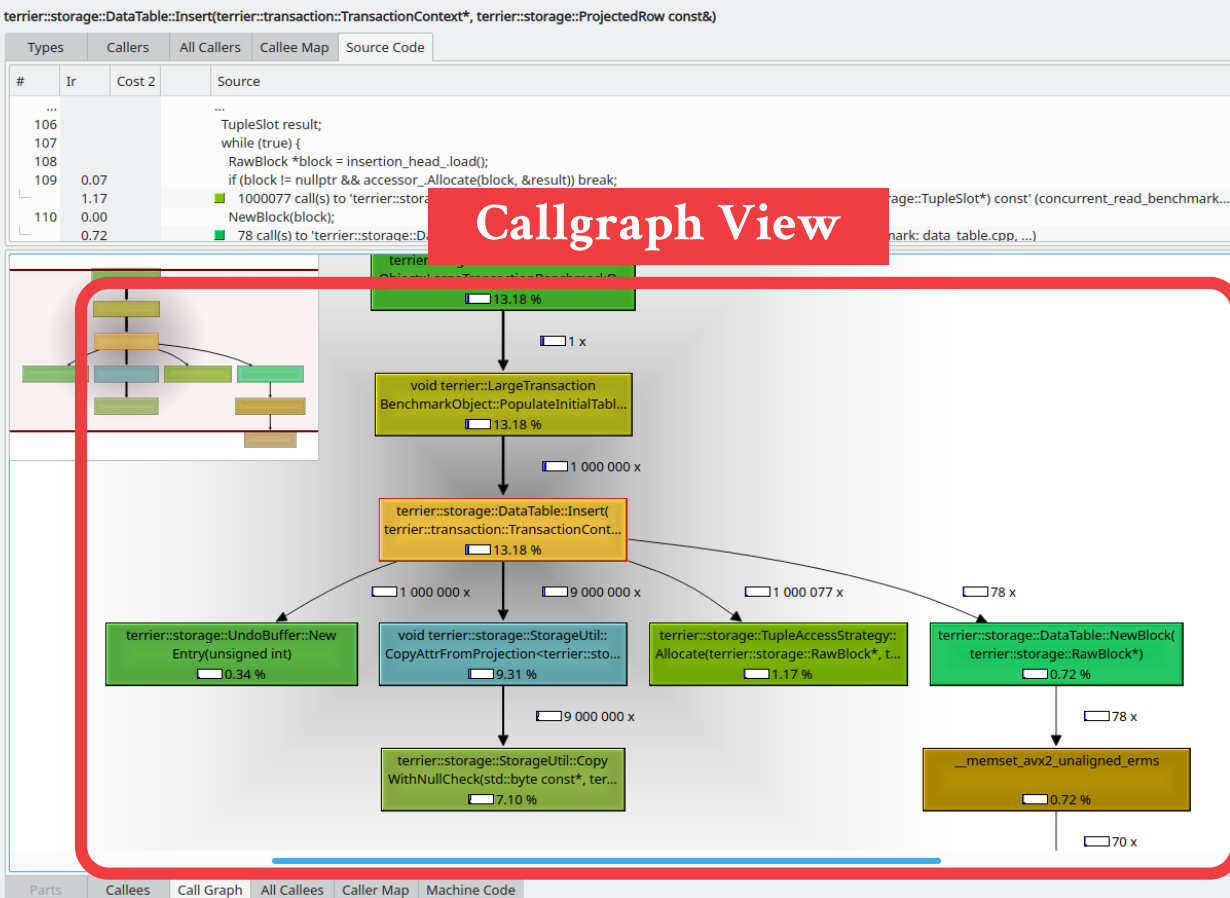 terrier::storage::DataTable::Insert(terrier::transaction::TransactionContext*, terrier::storage::ProjectedRow const&)
Types Callers All Callers Callee Map Source Code
# Ir Cost 2 Source
... ...
106 TupleSlot result;
107 while (true) {
108 RawBlock *block = insertion_head_.load();
109 0.07 if (block != nullptr && accessor_.Allocate(block, &result)) break;
1.17 1000077 call(s) to 'terrier::stora rage::TupleSlot*) const' (concurrent_read_benchmark...
110 0.00 NewBlock(block);
0.72 78 call(s) to 'terrier::storage::Da mark: data_table.cpp, ...)
Callgraph View
terrier
13.18 %
1 x
void terrier::LargeTransaction
BenchmarkObject::PopulateInitialTabl...
13.18 %
1 000 000 x
terrier::storage::DataTable::Insert(
terrier::transaction::TransactionCont...
13.18 %
1 000 000 x 9 000 000 x 1 000 077 x 78 x
terrier::storage::UndoBuffer::New
Entry(unsigned int)
0.34 %
void terrier::storage::StorageUtil::
CopyAttrFromProjection<terrier::sto...
9.31 %
terrier::storage::TupleAccessStrategy::
Allocate(terrier::storage::RawBlock*, t...
1.17 %
terrier::storage::DataTable::NewBlock(
terrier::storage::RawBlock*)
0.72 %
9 000 000 x 78 x
terrier::storage::StorageUtil::Copy
WithNullCheck(std::byte const*, ter...
7.10 %
__memset_avx2_unaligned_erms
0.72 %
70 x
Parts Callees Call Graph All Callees Caller Map Machine Code